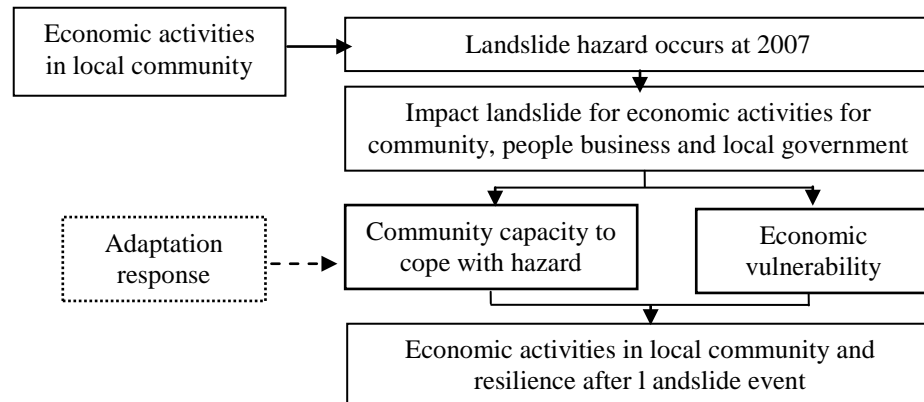 Economic activities
in local community
Landslide hazard occurs at 2007
Impact landslide for economic activities for
community, people business and local government
Adaptation
response
Community capacity to
cope with hazard
Economic
vulnerability
Economic activities in local community and
resilience after l andslide event